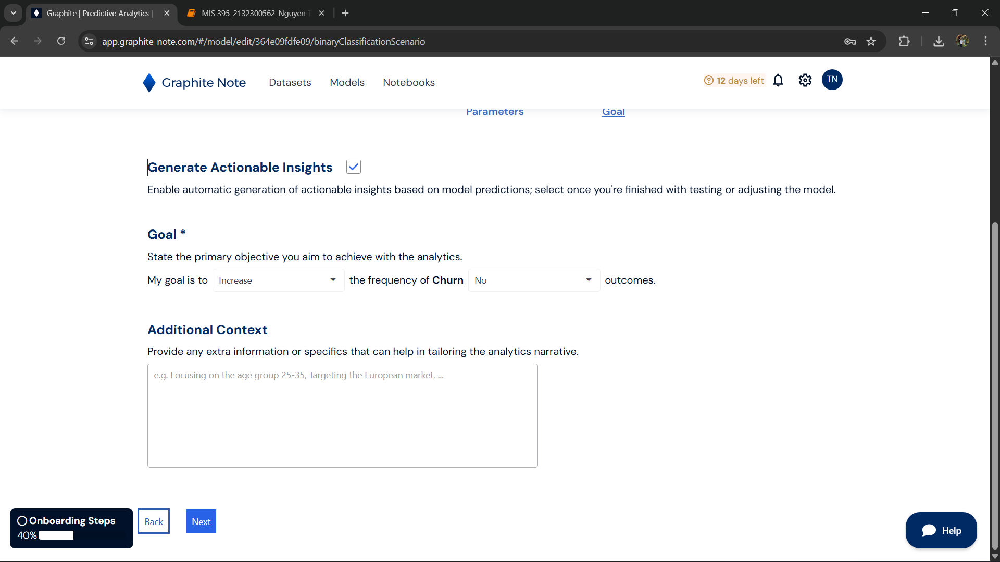 Graphite | Predictive Analytics |
MIS 395_2132300562_Nguyen
app.graphite-note.com/#/model/edit/364e09fdfe09/binaryClassificationScenario
Graphite Note
Datasets
Models
Notebooks
12 days left
TN
Parameters
Goal
Generate Actionable Insights
Enable automatic generation of actionable insights based on model predictions; select once you're finished with testing or adjusting the model.
Goal *
State the primary objective you aim to achieve with the analytics.
My goal is to Increase the frequency of Churn No outcomes.
Additional Context
Provide any extra information or specifics that can help in tailoring the analytics narrative.
e.g. Focusing on the age group 25-35, Targeting the European market, ...
Onboarding Steps
40%
Back
Next
Help